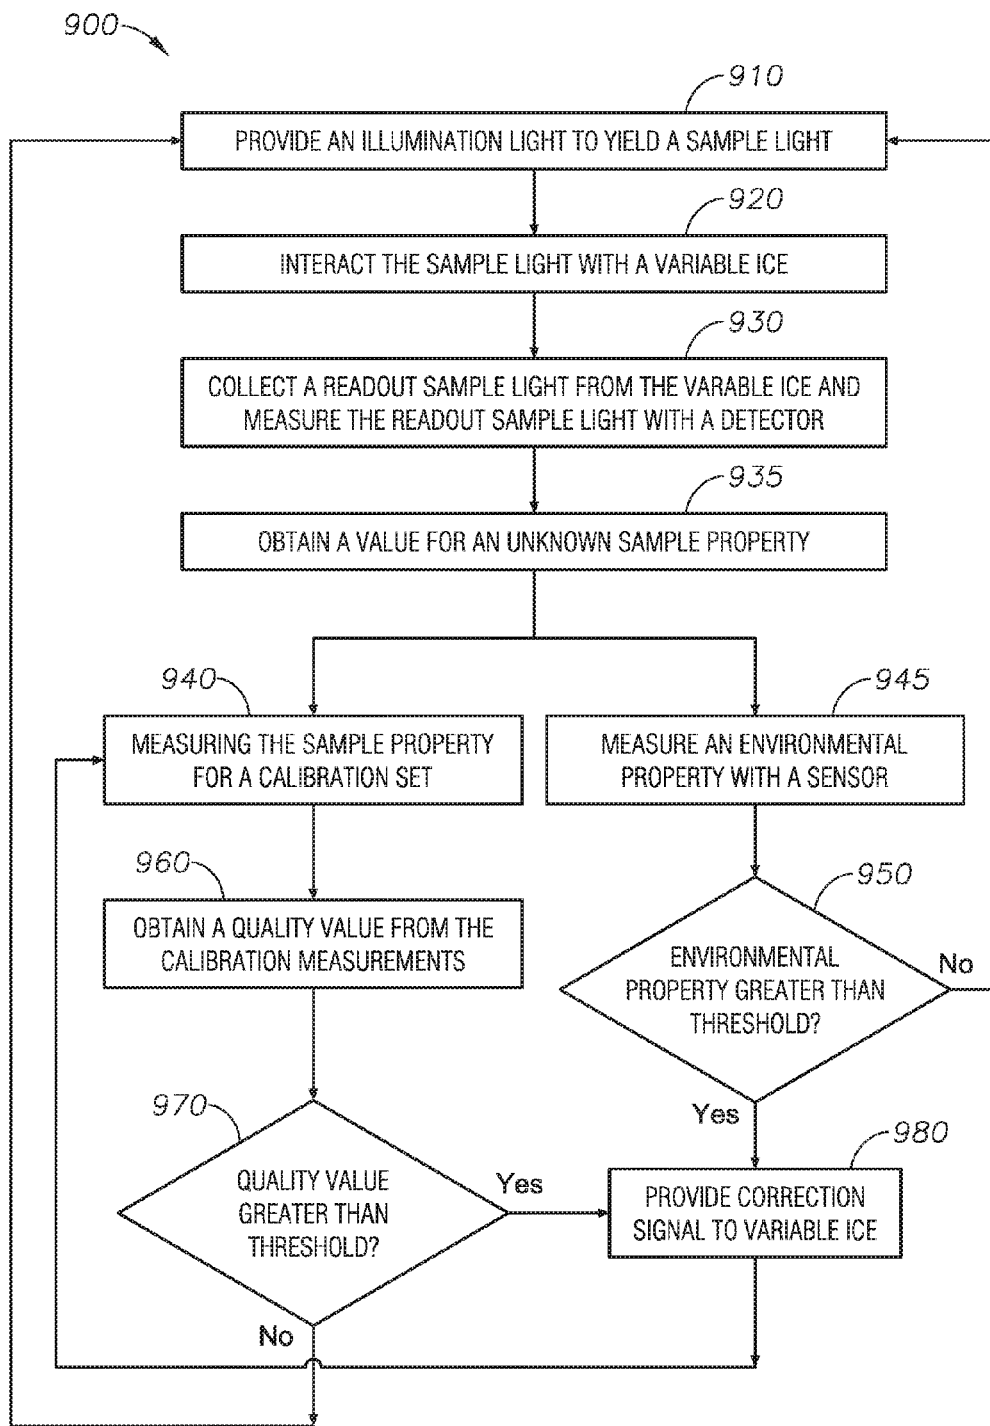 900
910
PROVIDE AN ILLUMINATION LIGHT TO YIELD A SAMPLE LIGHT
920
INTERACT THE SAMPLE LIGHT WITH A VARIABLE ICE
930
COLLECT A READOUT SAMPLE LIGHT FROM THE VARABLE ICE AND
MEASURE THE READOUT SAMPLE LIGHT WITH A DETECTOR
935
OBTAIN A VALUE FOR AN UNKNOWN SAMPLE PROPERTY
940
MEASURING THE SAMPLE PROPERTY
FOR A CALIBRATION SET
945
MEASURE AN ENVIRONMENTAL
PROPERTY WITH A SENSOR
960
OBTAIN A QUALITY VALUE FROM THE
CALIBRATION MEASUREMENTS
950
ENVIRONMENTAL
PROPERTY GREATER THAN
THRESHOLD?
No
Yes
970
QUALITY VALUE
GREATER THAN
THRESHOLD?
Yes
No
980
PROVIDE CORRECTION
SIGNAL TO VARIABLE ICE